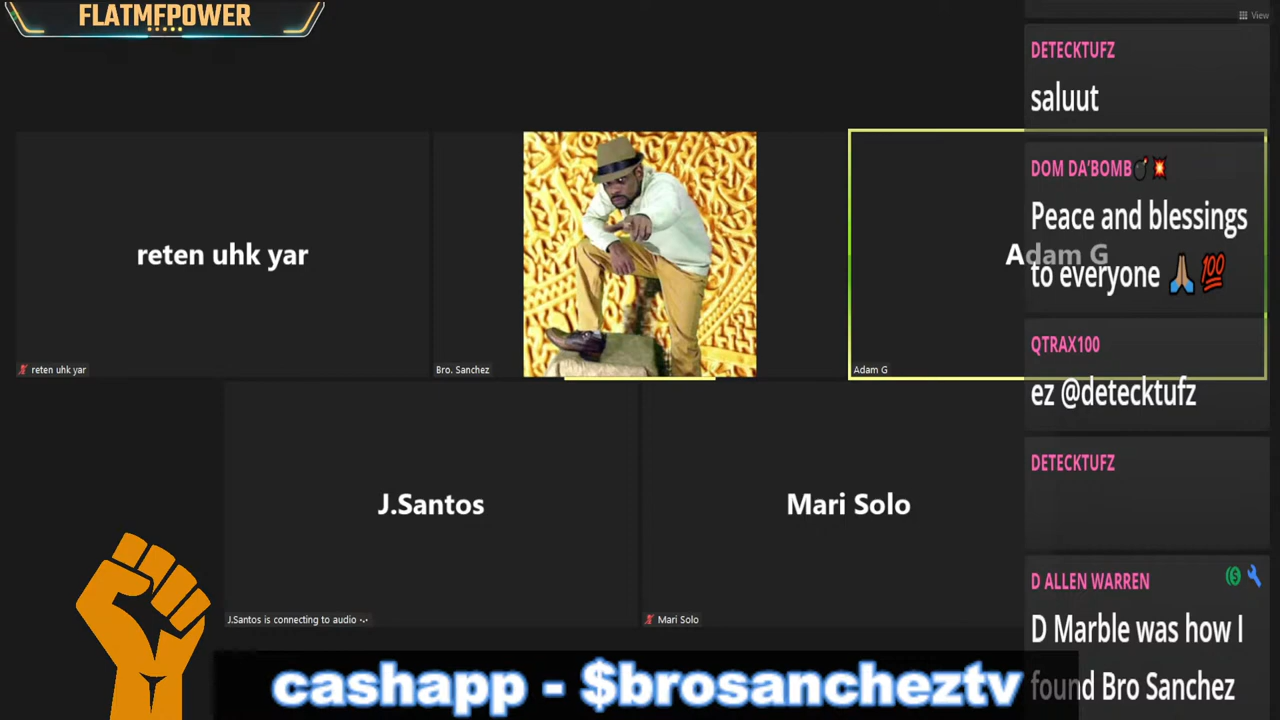 FLATMFPOWER
View
reten uhk yar
reten uhk yar
Bro. Sanchez
Adam G
Adam G
J.Santos
J.Santos is connecting to audio
Mari Solo
Mari Solo
DETECKTUFZ
saluut
DOM DA'BOMB💣💥
Peace and blessings
to everyone 🙏🏽💯
QTRAX100
ez @detecktufz
DETECKTUFZ
D ALLEN WARREN
D Marble was how I
found Bro Sanchez
cashapp - $brosancheztv